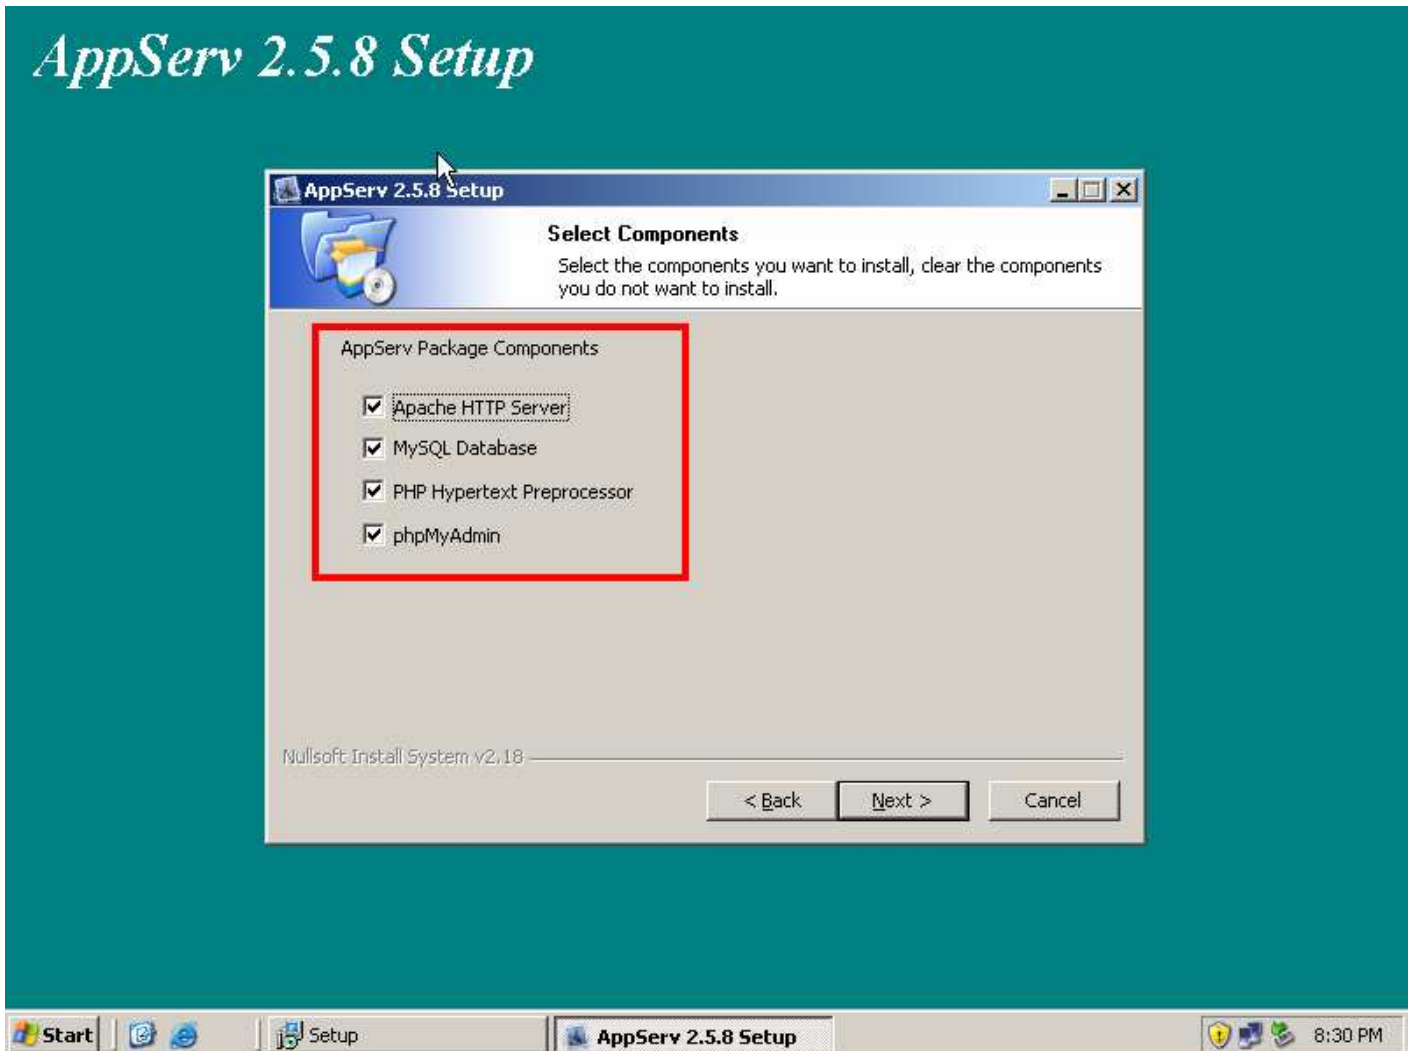 AppServ 2.5.8 Setup
AppServ 2.5.8 Setup
Select Components
Select the components you want to install, clear the components
you do not want to install.
AppServ Package Components
Apache HTTP Server
MySQL Database
PHP Hypertext Preprocessor
phpMyAdmin
Nullsoft Install System v2.18
< Back
Next >
Cancel
Start
Setup
AppServ 2.5.8 Setup
8:30 PM